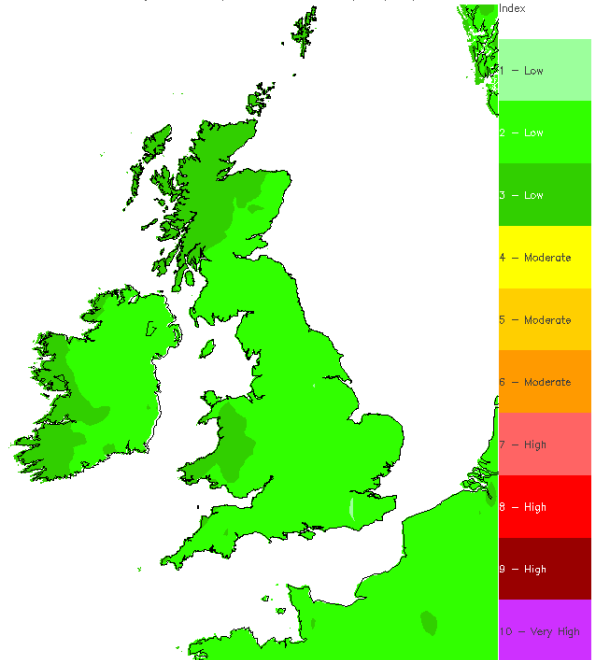 Index
1 - Low
2 - Low
3 - Low
4 - Moderate
5 - Moderate
6 - Moderate
7 - High
8 - High
9 - High
10 - Very High